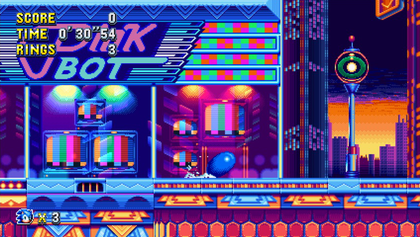 SCORE 0
TIME 0'30"54
RINGS 3
BOT
× 3